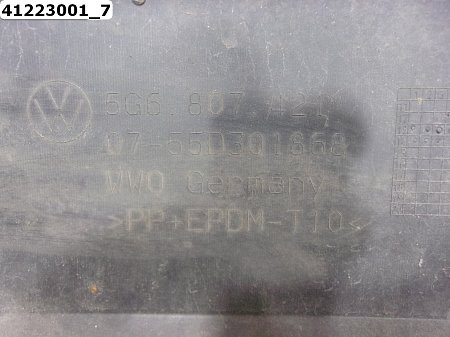 41223001_7
5G6.807.421
07-55D301868
VWO Germany
>PP+EPDM-T10<